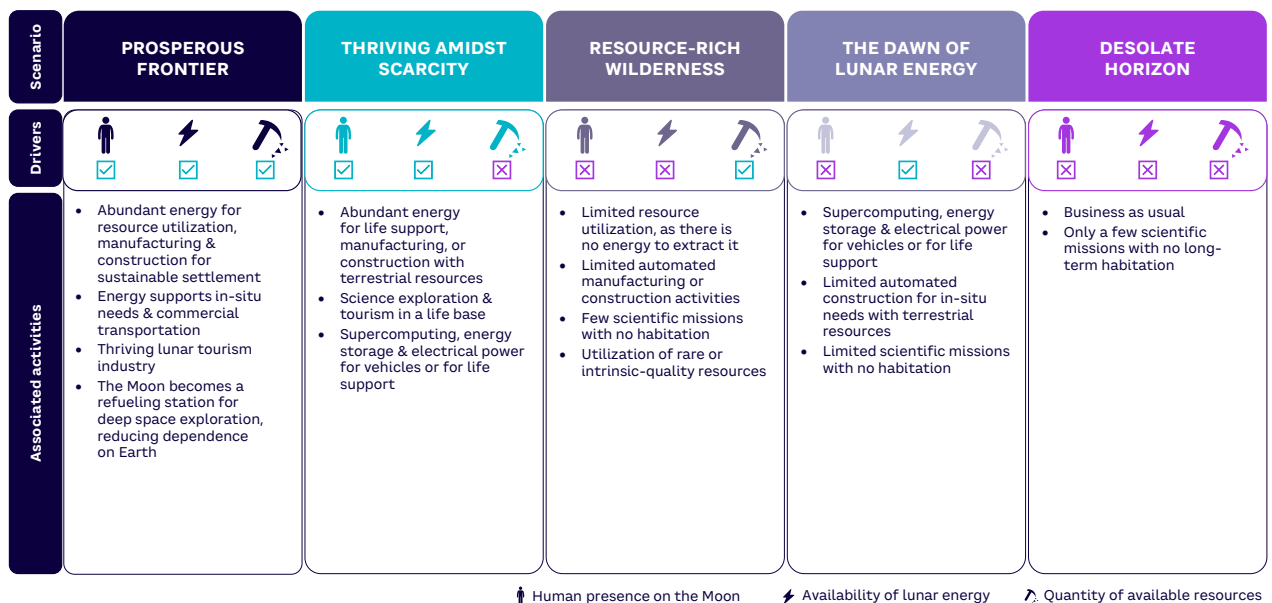 Scenario
PROSPEROUS
FRONTIER
THRIVING AMIDST
SCARCITY
RESOURCE-RICH
WILDERNESS
THE DAWN OF
LUNAR ENERGY
DESOLATE
HORIZON
Drivers
Associated activities
• Abundant energy for
resource utilization,
manufacturing &
construction for
sustainable settlement
• Energy supports in-situ
needs & commercial
transportation
• Thriving lunar tourism
industry
• The Moon becomes a
refueling station for
deep space exploration,
reducing dependence
on Earth
• Abundant energy
for life support,
manufacturing, or
construction with
terrestrial resources
• Science exploration &
tourism in a life base
• Supercomputing, energy
storage & electrical power
for vehicles or for life
support
• Limited resource
utilization, as there is
no energy to extract it
• Limited automated
manufacturing or
construction activities
• Few scientific missions
with no habitation
• Utilization of rare or
intrinsic-quality resources
• Supercomputing, energy
storage & electrical power
for vehicles or for life
support
• Limited automated
construction for in-situ
needs with terrestrial
resources
• Limited scientific missions
with no habitation
• Business as usual
• Only a few scientific
missions with no long-
term habitation
Human presence on the Moon
Availability of lunar energy
Quantity of available resources